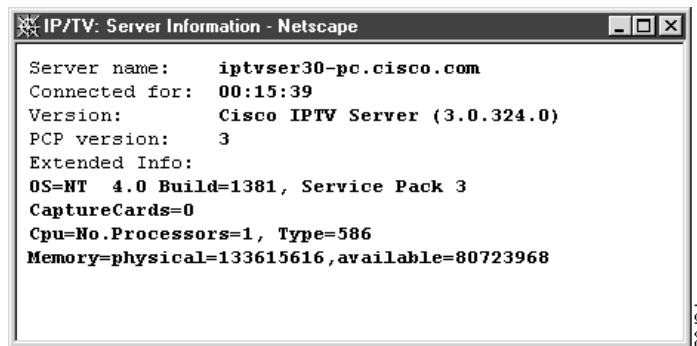 IP/TV: Server Information - Netscape
Server name: iptvser30-pc.cisco.com
Connected for: 00:15:39
Version: Cisco IPTV Server (3.0.324.0)
PCP version: 3
Extended Info:
OS=NT 4.0 Build=1381, Service Pack 3
CaptureCards=0
Cpu=No.Processors=1, Type=586
Memory=physical=133615616,available=80723968